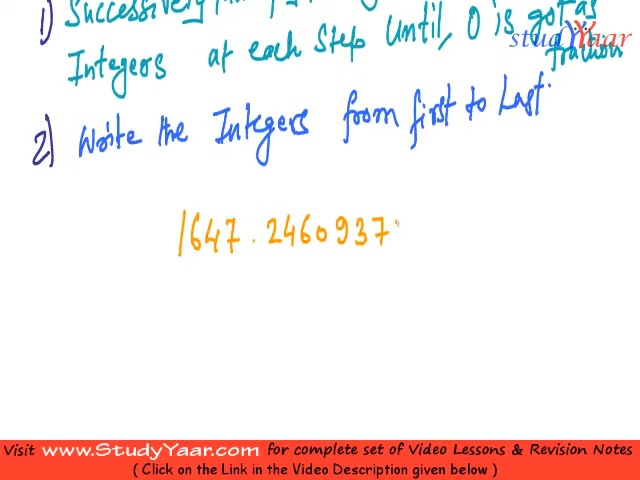 1) Successively
Integers at each Step Until, 0 is got as
fraction
studyYaar
2) Write the Integers from first to Last.
1647.2460937
Visit www.StudyYaar.com for complete set of Video Lessons & Revision Notes
( Click on the Link in the Video Description given below )